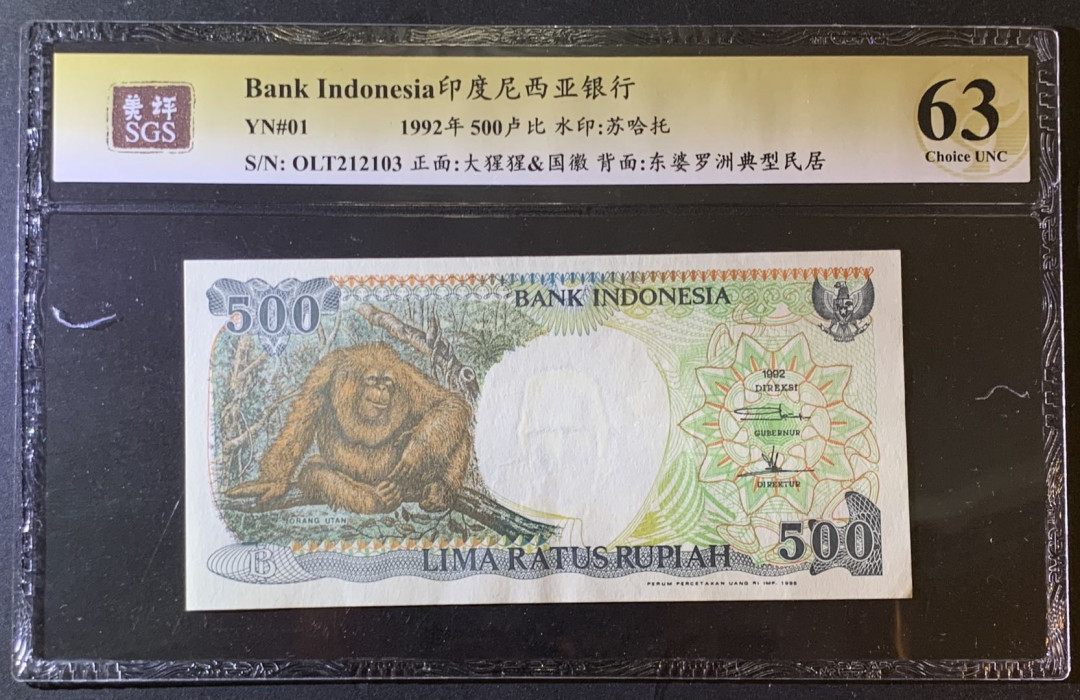 美祥
SGS
Bank Indonesia印度尼西亚银行
YN#01 1992年 500卢比 水印:苏哈托
S/N: OLT212103 正面:大猩猩&国徽 背面:东婆罗洲典型民居
63
Choice UNC
500
BANK INDONESIA
1992
DIREKSI
GUBERNUR
DIREKTUR
ORANG UTAN
B
LIMA RATUS RUPIAH
500
PERUM PERCETAKAN UANG RI IMP.